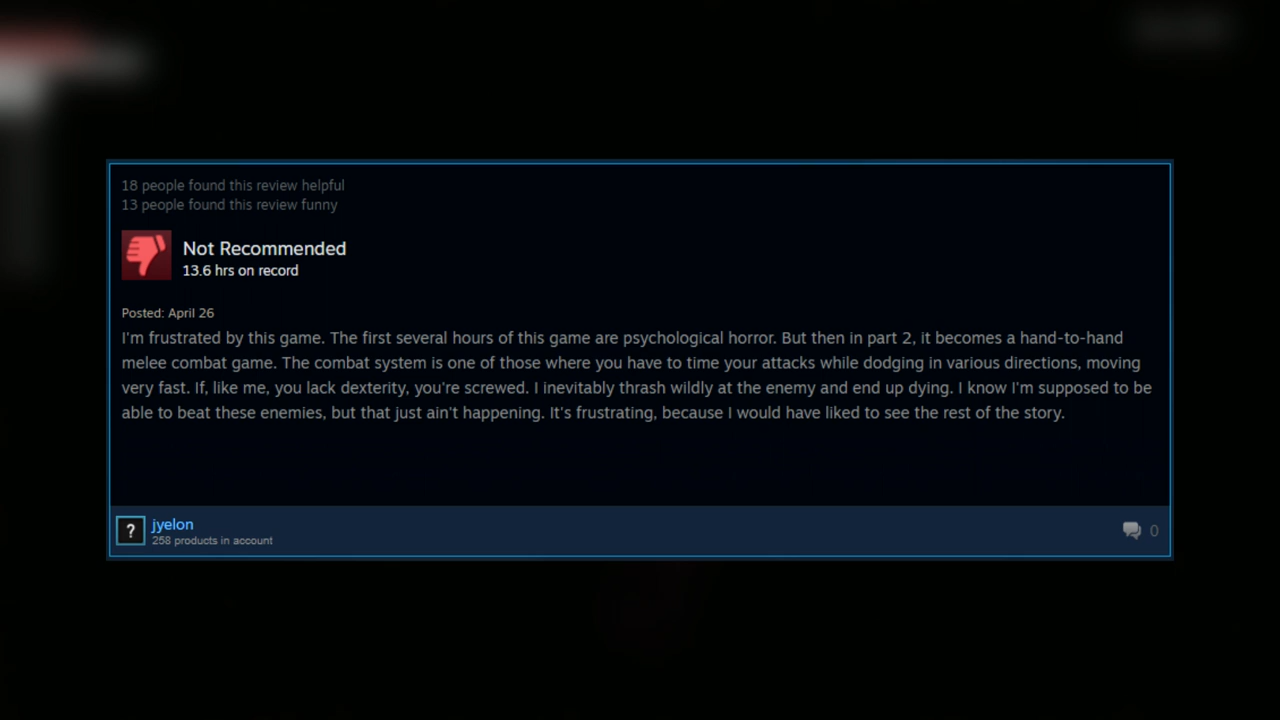 18 people found this review helpful
13 people found this review funny
Not Recommended
13.6 hrs on record
Posted: April 26
I'm frustrated by this game. The first several hours of this game are psychological horror. But then in part 2, it becomes a hand-to-hand
melee combat game. The combat system is one of those where you have to time your attacks while dodging in various directions, moving
very fast. If, like me, you lack dexterity, you're screwed. I inevitably thrash wildly at the enemy and end up dying. I know I'm supposed to be
able to beat these enemies, but that just ain't happening. It's frustrating, because I would have liked to see the rest of the story.
?
jyelon
0
258 products in account